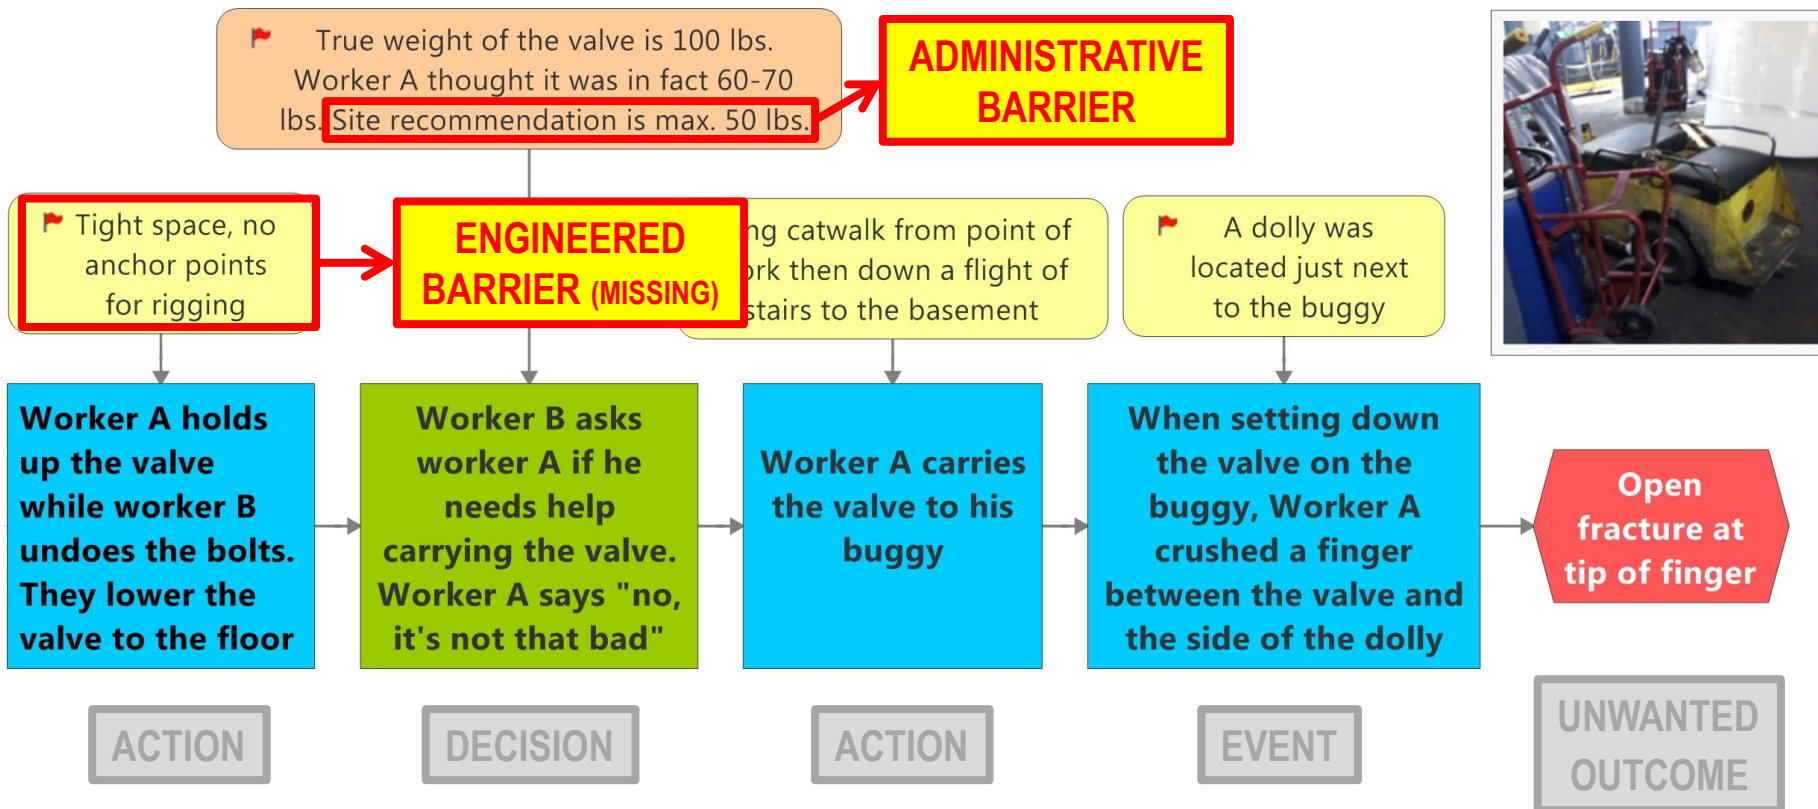 True weight of the valve is 100 lbs.
Worker A thought it was in fact 60-70
lbs. Site recommendation is max. 50 lbs.
ADMINISTRATIVE
BARRIER
Tight space, no
anchor points
for rigging
ENGINEERED
BARRIER (MISSING)
ng catwalk from point of
rk then down a flight of
stairs to the basement
A dolly was
located just next
to the buggy
Worker A holds
up the valve
while worker B
undoes the bolts.
They lower the
valve to the floor
Worker B asks
worker A if he
needs help
carrying the valve.
Worker A says "no,
it's not that bad"
Worker A carries
the valve to his
buggy
When setting down
the valve on the
buggy, Worker A
crushed a finger
between the valve and
the side of the dolly
Open
fracture at
tip of finger
ACTION
DECISION
ACTION
EVENT
UNWANTED
OUTCOME